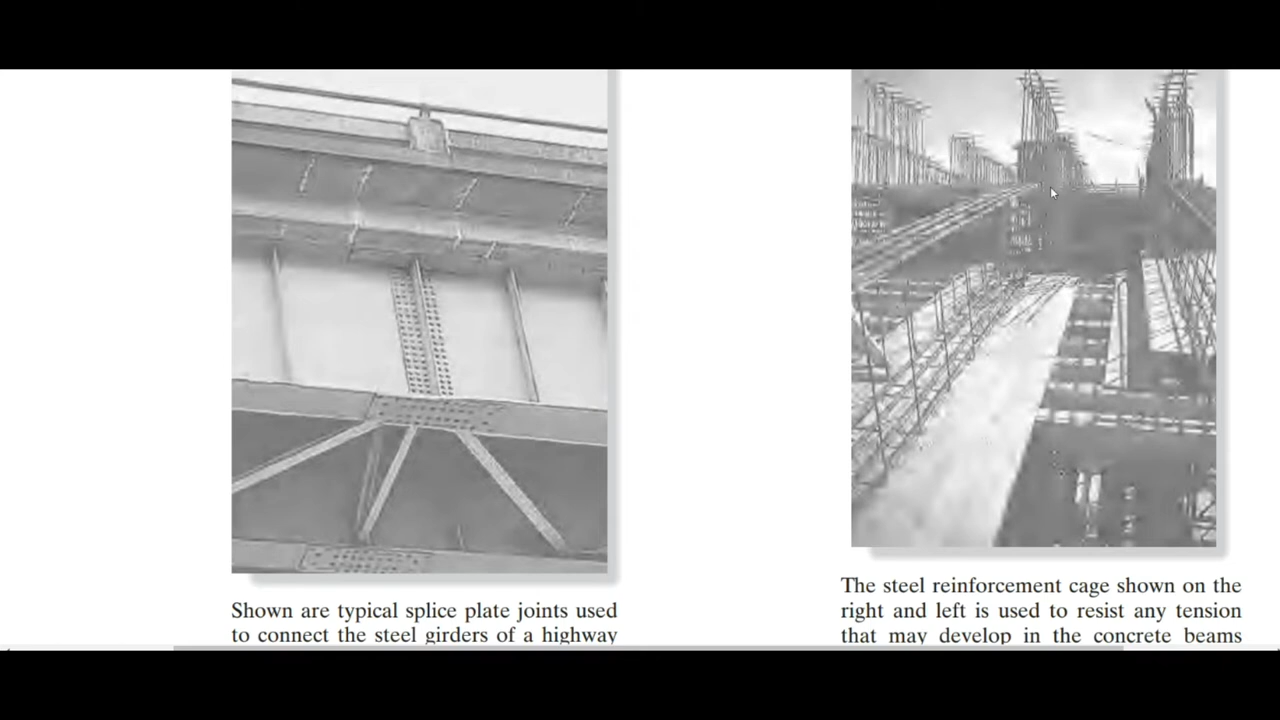 Shown are typical splice plate joints used
to connect the steel girders of a highway
The steel reinforcement cage shown on the
right and left is used to resist any tension
that may develop in the concrete beams